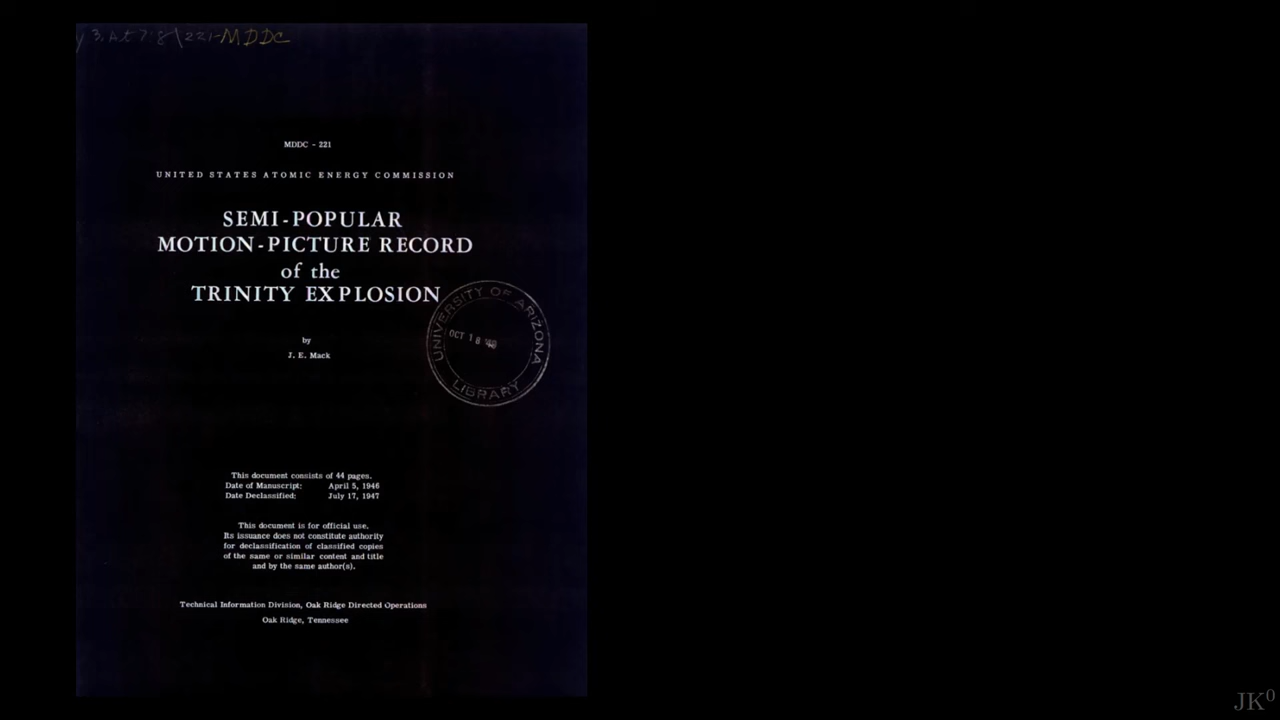 y 3. At 7:8/221-MDDC
MDDC - 221
UNITED STATES ATOMIC ENERGY COMMISSION
SEMI-POPULAR
MOTION-PICTURE RECORD
of the
TRINITY EXPLOSION
UNIVERSITY OF ARIZONA
OCT 18
LIBRARY
by
J. E. Mack
This document consists of 44 pages.
Date of Manuscript: April 5, 1946
Date Declassified: July 17, 1947
This document is for official use.
Its issuance does not constitute authority
for declassification of classified copies
of the same or similar content and title
and by the same author(s).
Technical Information Division, Oak Ridge Directed Operations
Oak Ridge, Tennessee
JK⁰